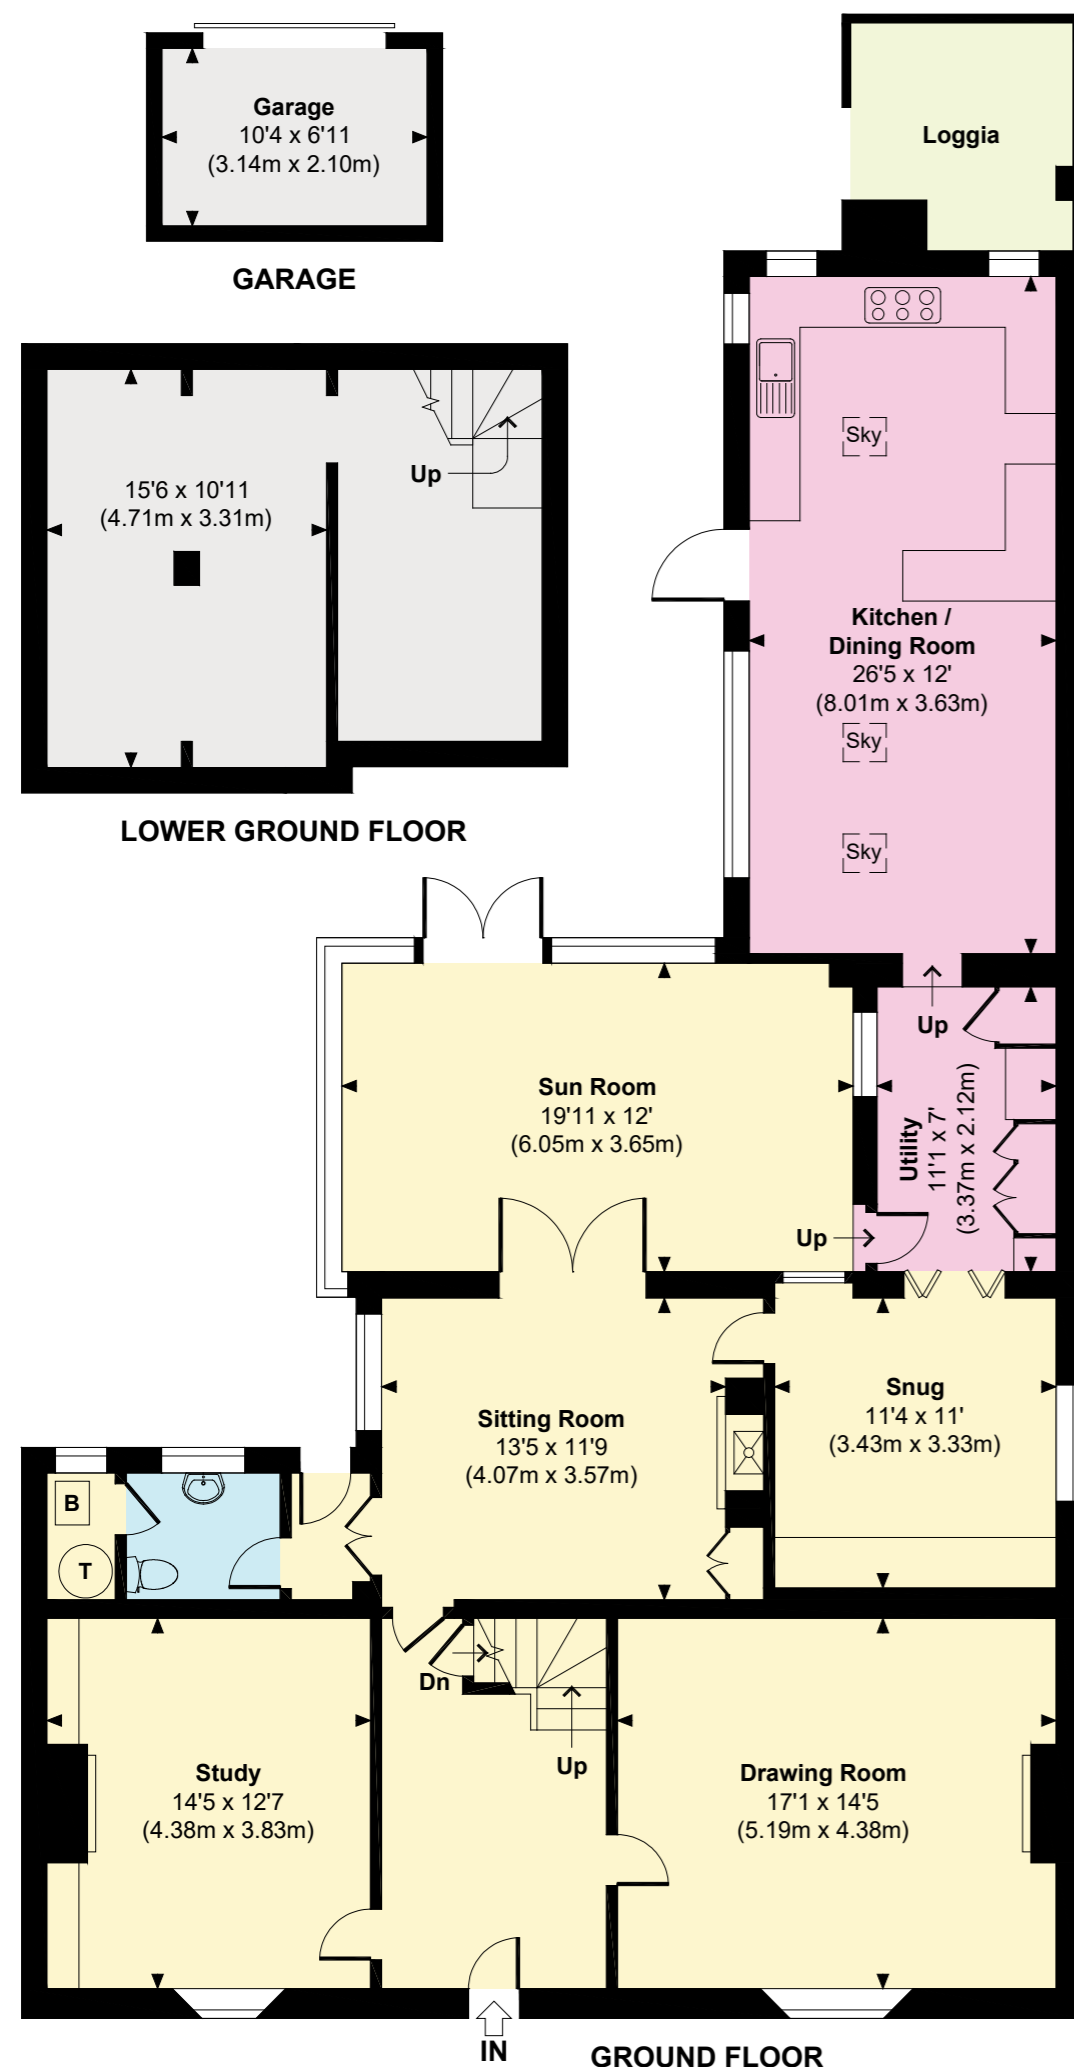 Garage
10'4 x 6'11
(3.14m x 2.10m)
GARAGE
Loggia
Sky
Up
15'6 x 10'11
(4.71m x 3.31m)
LOWER GROUND FLOOR
Kitchen /
Dining Room
26'5 x 12'
(8.01m x 3.63m)
Sky
Sky
Up
Sun Room
19'11 x 12'
(6.05m x 3.65m)
Utility
11'1 x 7'
(3.37m x 2.12m)
Up
Sitting Room
13'5 x 11'9
(4.07m x 3.57m)
Snug
11'4 x 11'
(3.43m x 3.33m)
B
T
Dn
Up
Study
14'5 x 12'7
(4.38m x 3.83m)
Drawing Room
17'1 x 14'5
(5.19m x 4.38m)
IN
GROUND FLOOR